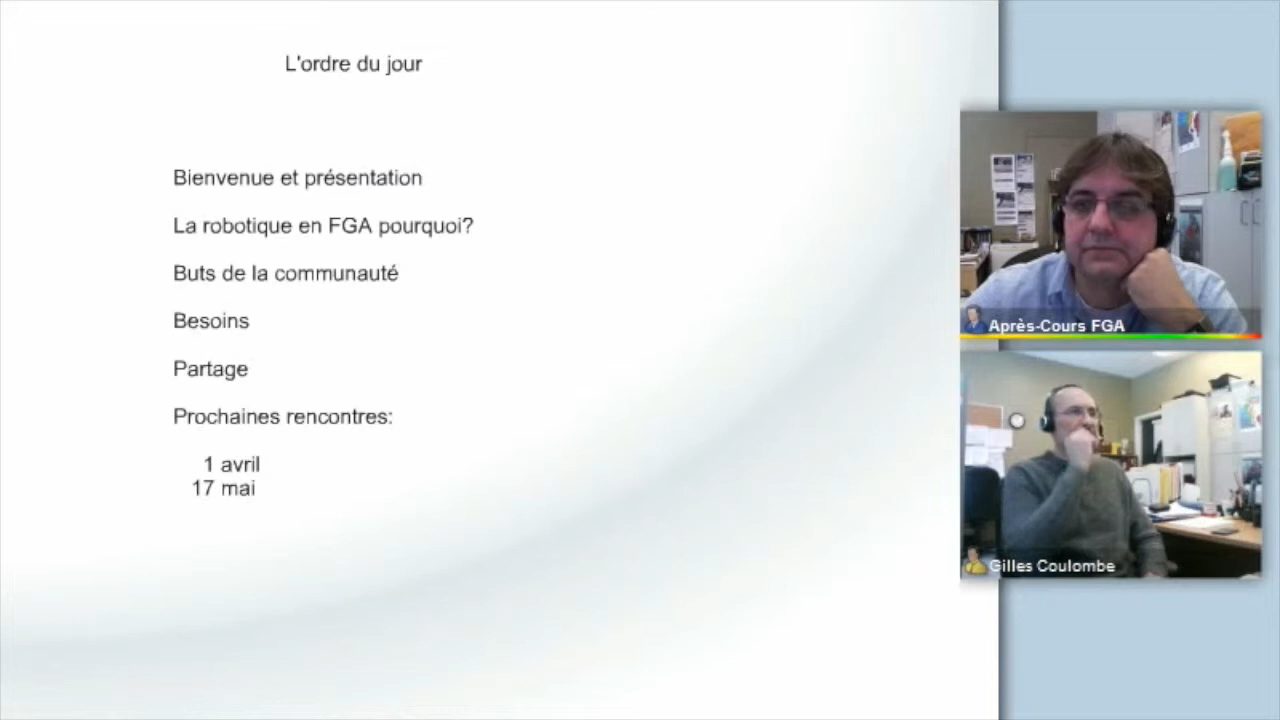 L'ordre du jour
Bienvenue et présentation
La robotique en FGA pourquoi?
Buts de la communauté
Besoins
Partage
Prochaines rencontres:
1 avril
17 mai
Après-Cours FGA
Gilles Coulombe